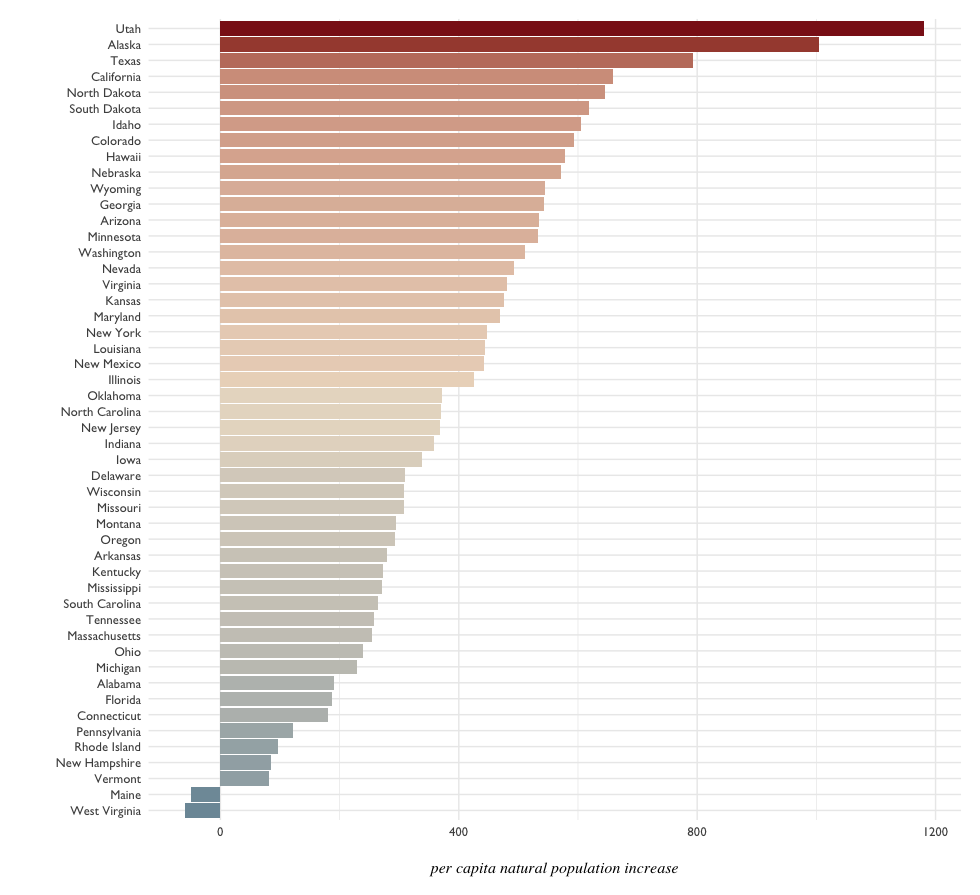 Utah
Alaska
Texas
California
North Dakota
South Dakota
Idaho
Colorado
Hawaii
Nebraska
Wyoming
Georgia
Arizona
Minnesota
Washington
Nevada
Virginia
Kansas
Maryland
New York
Louisiana
New Mexico
Illinois
Oklahoma
North Carolina
New Jersey
Indiana
Iowa
Delaware
Wisconsin
Missouri
Montana
Oregon
Arkansas
Kentucky
Mississippi
South Carolina
Tennessee
Massachusetts
Ohio
Michigan
Alabama
Florida
Connecticut
Pennsylvania
Rhode Island
New Hampshire
Vermont
Maine
West Virginia
0 400 800 1200
per capita natural population increase